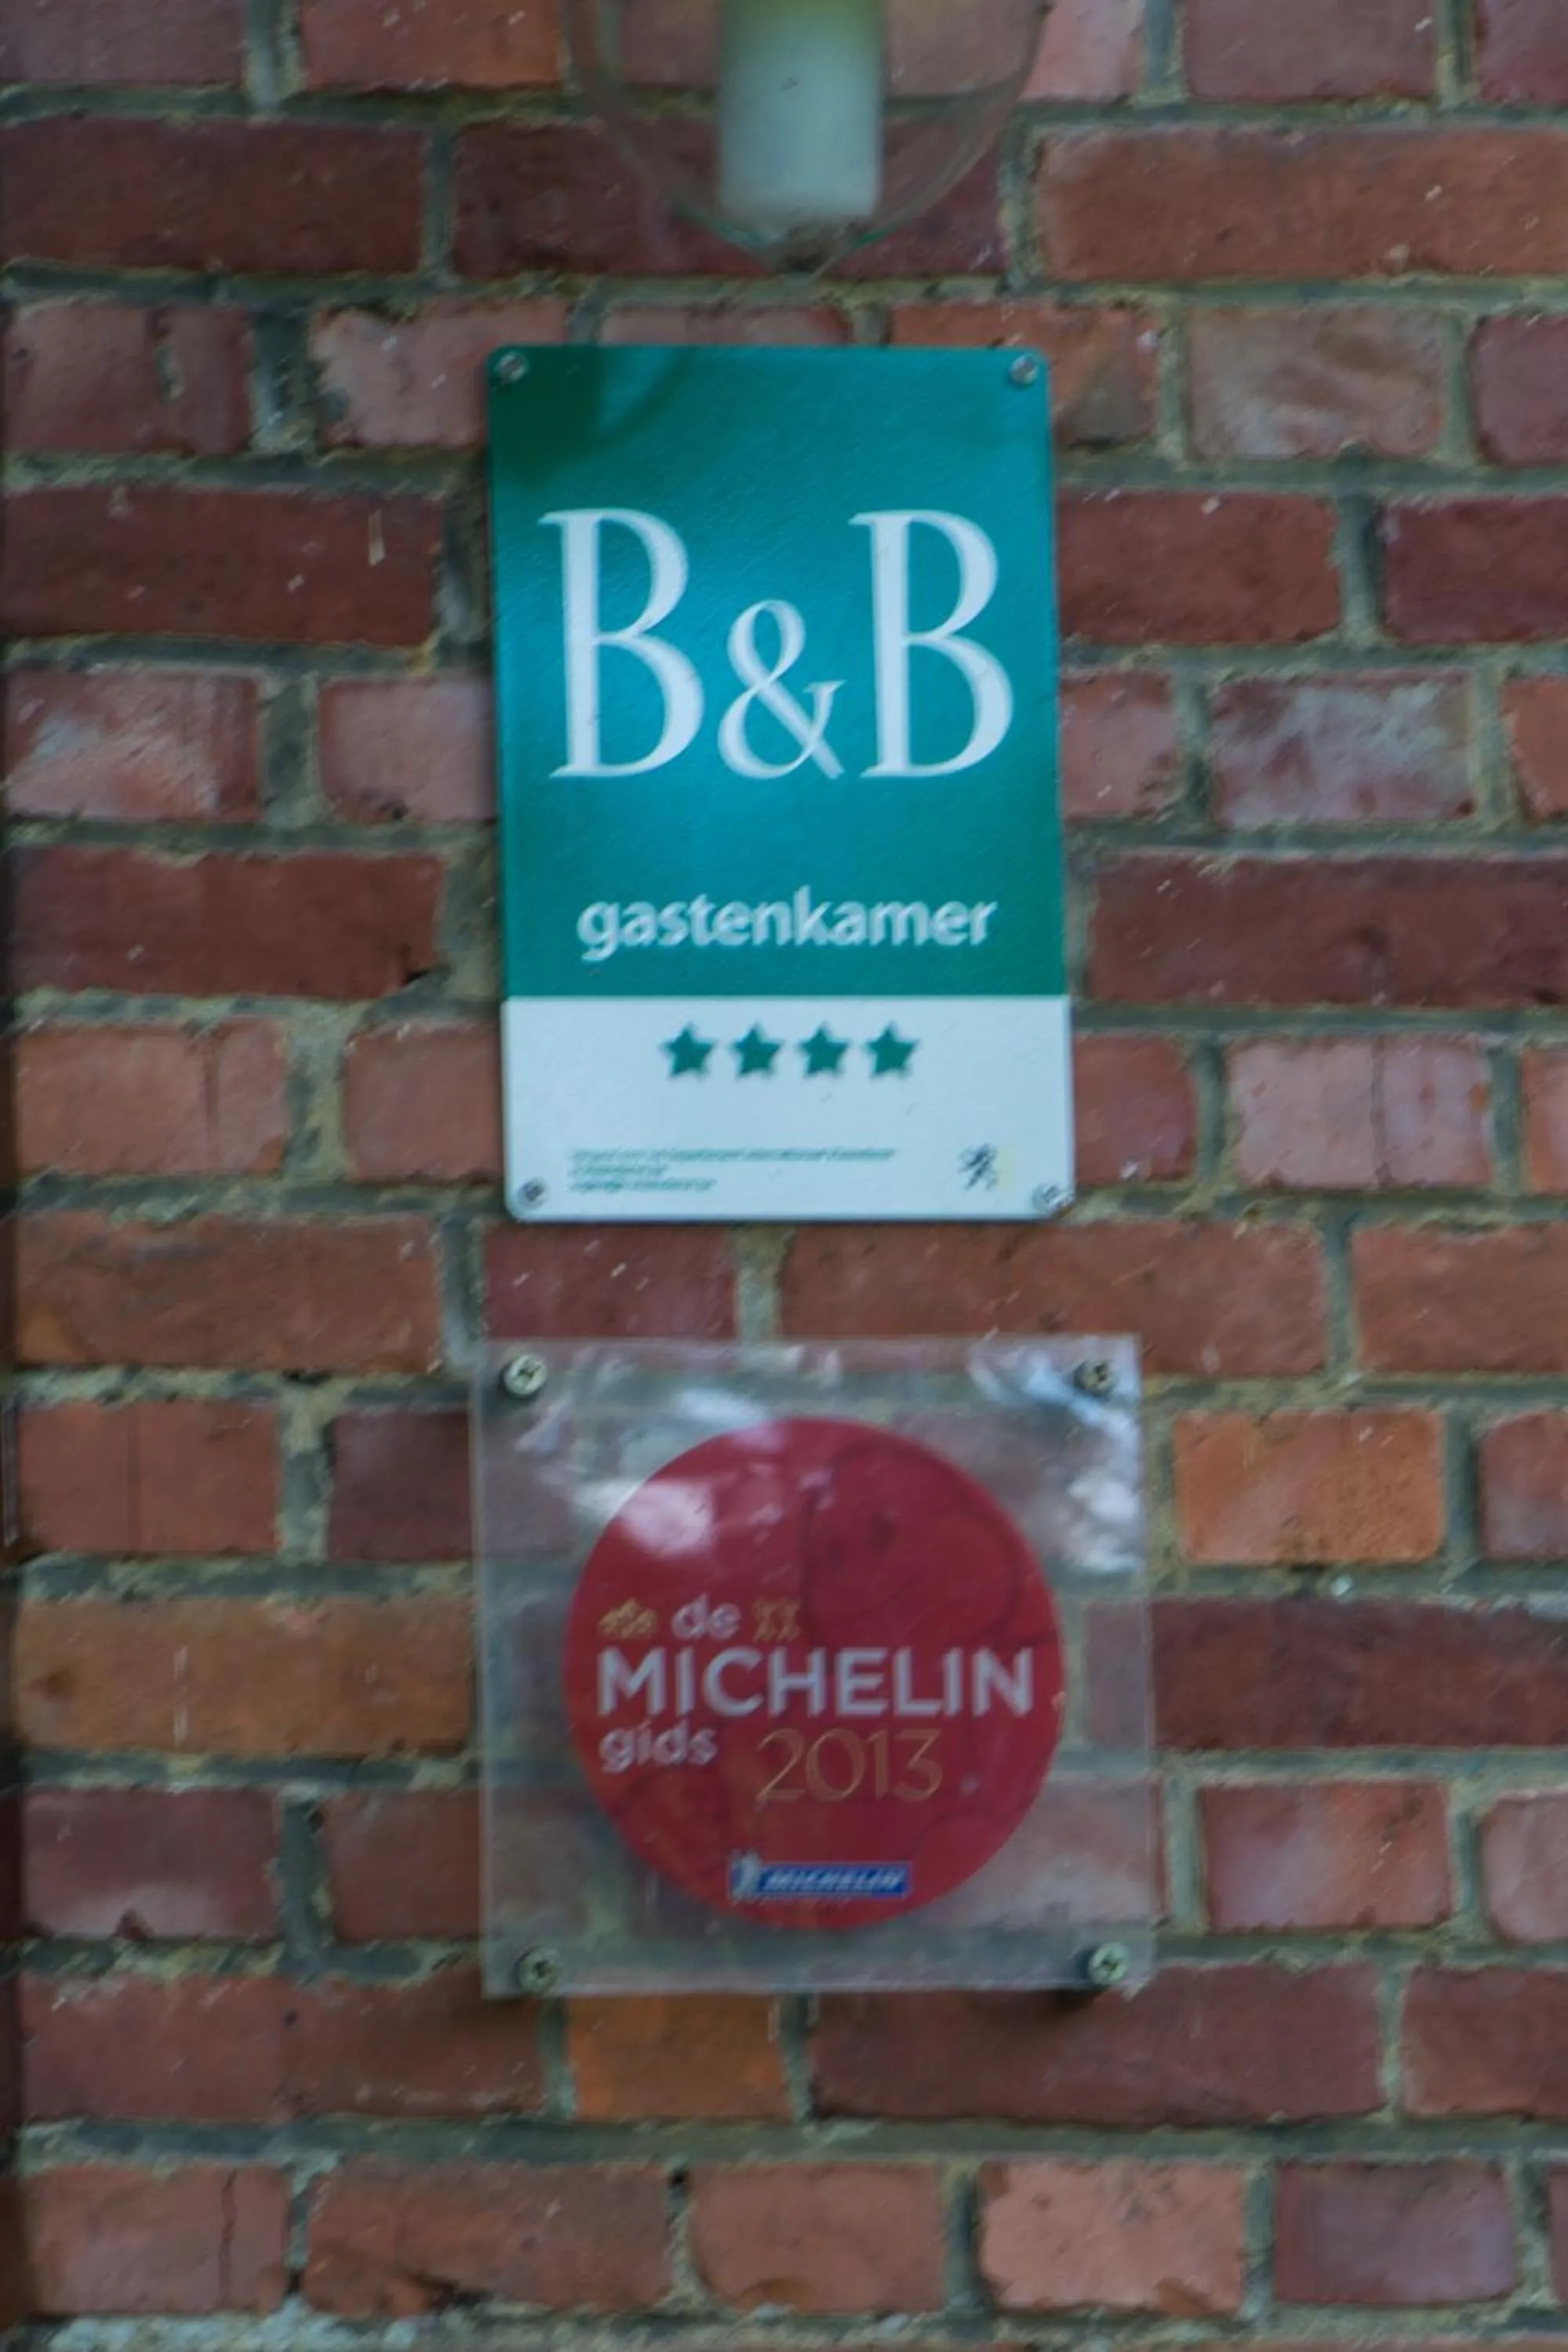 B&B
gastenkamer
de
MICHELIN
gids 2013
MICHELIN